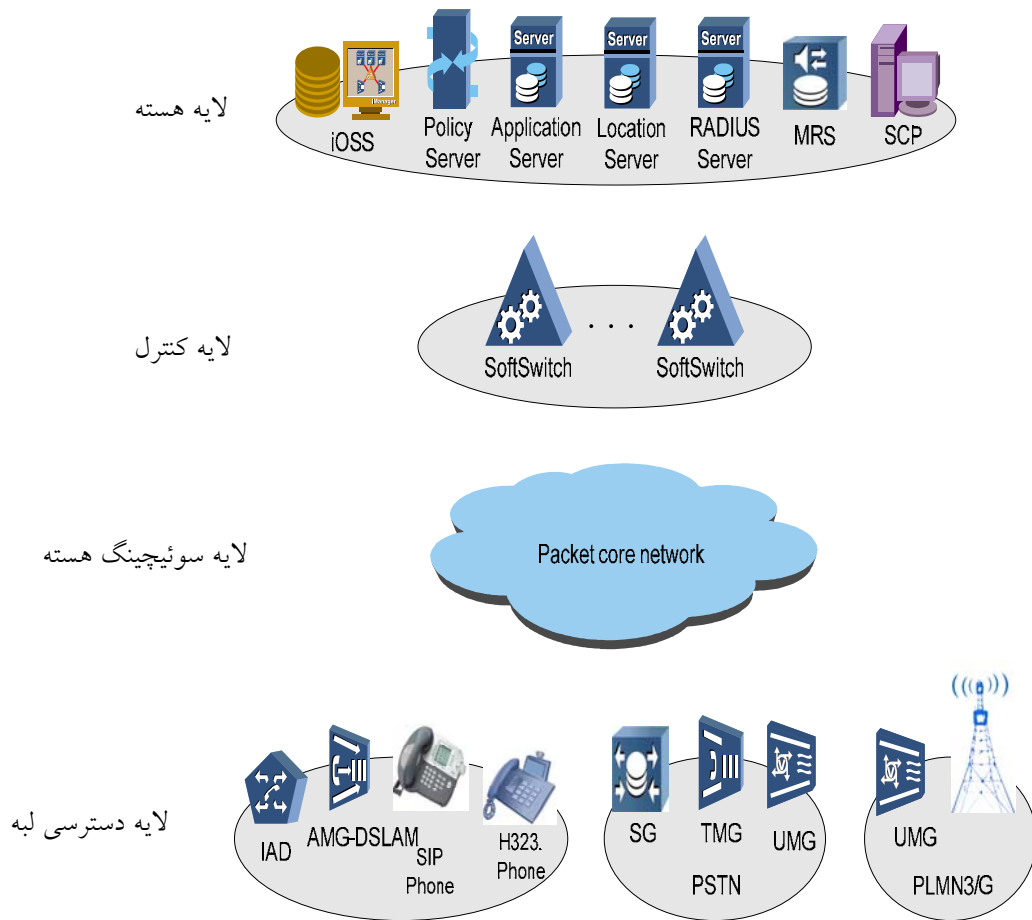 Server
Server
Server
iManager
لایه هسته
iOSS
Policy Server
Application Server
Location Server
RADIUS Server
MRS
SCP
لایه کنترل
SoftSwitch
. . .
SoftSwitch
لایه سوئیچینگ هسته
Packet core network
لایه دسترسی لبه
IAD
AMG-DSLAM
SIP Phone
H323. Phone
SG
TMG
UMG
PSTN
UMG
PLMN3/G